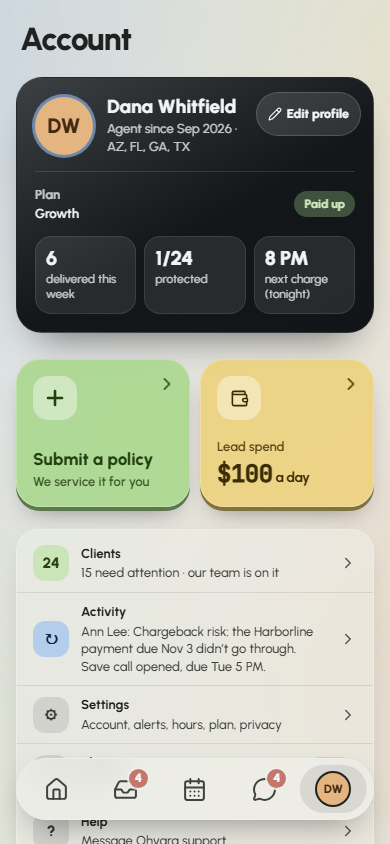 Account
DW
Dana Whitfield
Agent since Sep 2026 ·
AZ, FL, GA, TX
Edit profile
Plan
Growth
Paid up
6
delivered this
week
1/24
protected
8 PM
next charge
(tonight)
Submit a policy
We service it for you
Lead spend
$100 a day
24
Clients
15 need attention · our team is on it
Activity
Ann Lee: Chargeback risk: the Harborline
payment due Nov 3 didn't go through.
Save call opened, due Tue 5 PM.
Settings
Account, alerts, hours, plan, privacy
4
4
DW
?
Help
Message Ohvara support